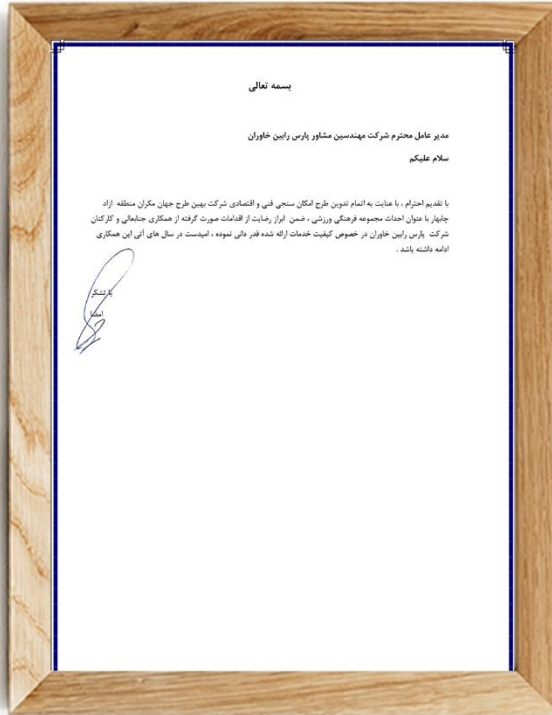 بسمه تعالی
مدیر عامل محترم شرکت مهندسین مشاور پارس رایین خاوران
سلام علیکم
با تقدیم احترام ، با عنایت به اتمام تدوین طرح امکان سنجی فنی و اقتصادی شرکت بهین طرح جهان مکران منطقه ازاد
چابهار با عنوان احداث مجموعه فرهنگی ورزشی ، ضمن ابراز رضایت از اقدامات صورت گرفته از همکاری جنابعالی و کارکنان
شرکت پارس رایین خاوران در خصوص کیفیت خدمات ارائه شده قدر دانی نموده ، امیدست در سال های آتی این همکاری
ادامه داشته باشد .
با تشکر
امضا